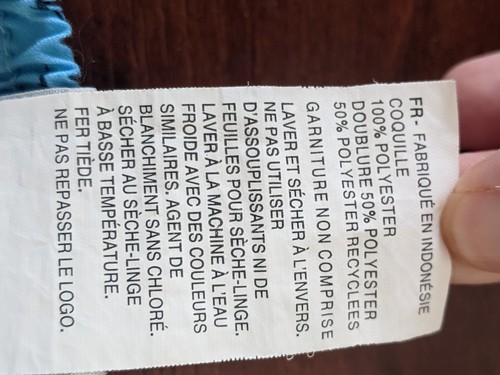 FR- FABRIQUÉ EN INDONÉSIE
COQUILLE
100% POLYESTER
DOUBLURE 50% POLYESTER
50% POLYESTER RECYCLEES
GARNITURE NON COMPRISE
LAVER ET SÉCHER À L'ENVERS.
NE PAS UTILISER
D'ASSOUPLISSANTS NI DE
FEUILLES POUR SÈCHE-LINGE.
LAVER À LA MACHINE À L'EAU
FROIDE AVEC DES COULEURS
SIMILAIRES. AGENT DE
BLANCHIMENT SANS CHLORÉ.
SÉCHER AU SÈCHE-LINGE
À BASSE TEMPÉRATURE.
FER TIÈDE.
NE PAS REPASSER LE LOGO.